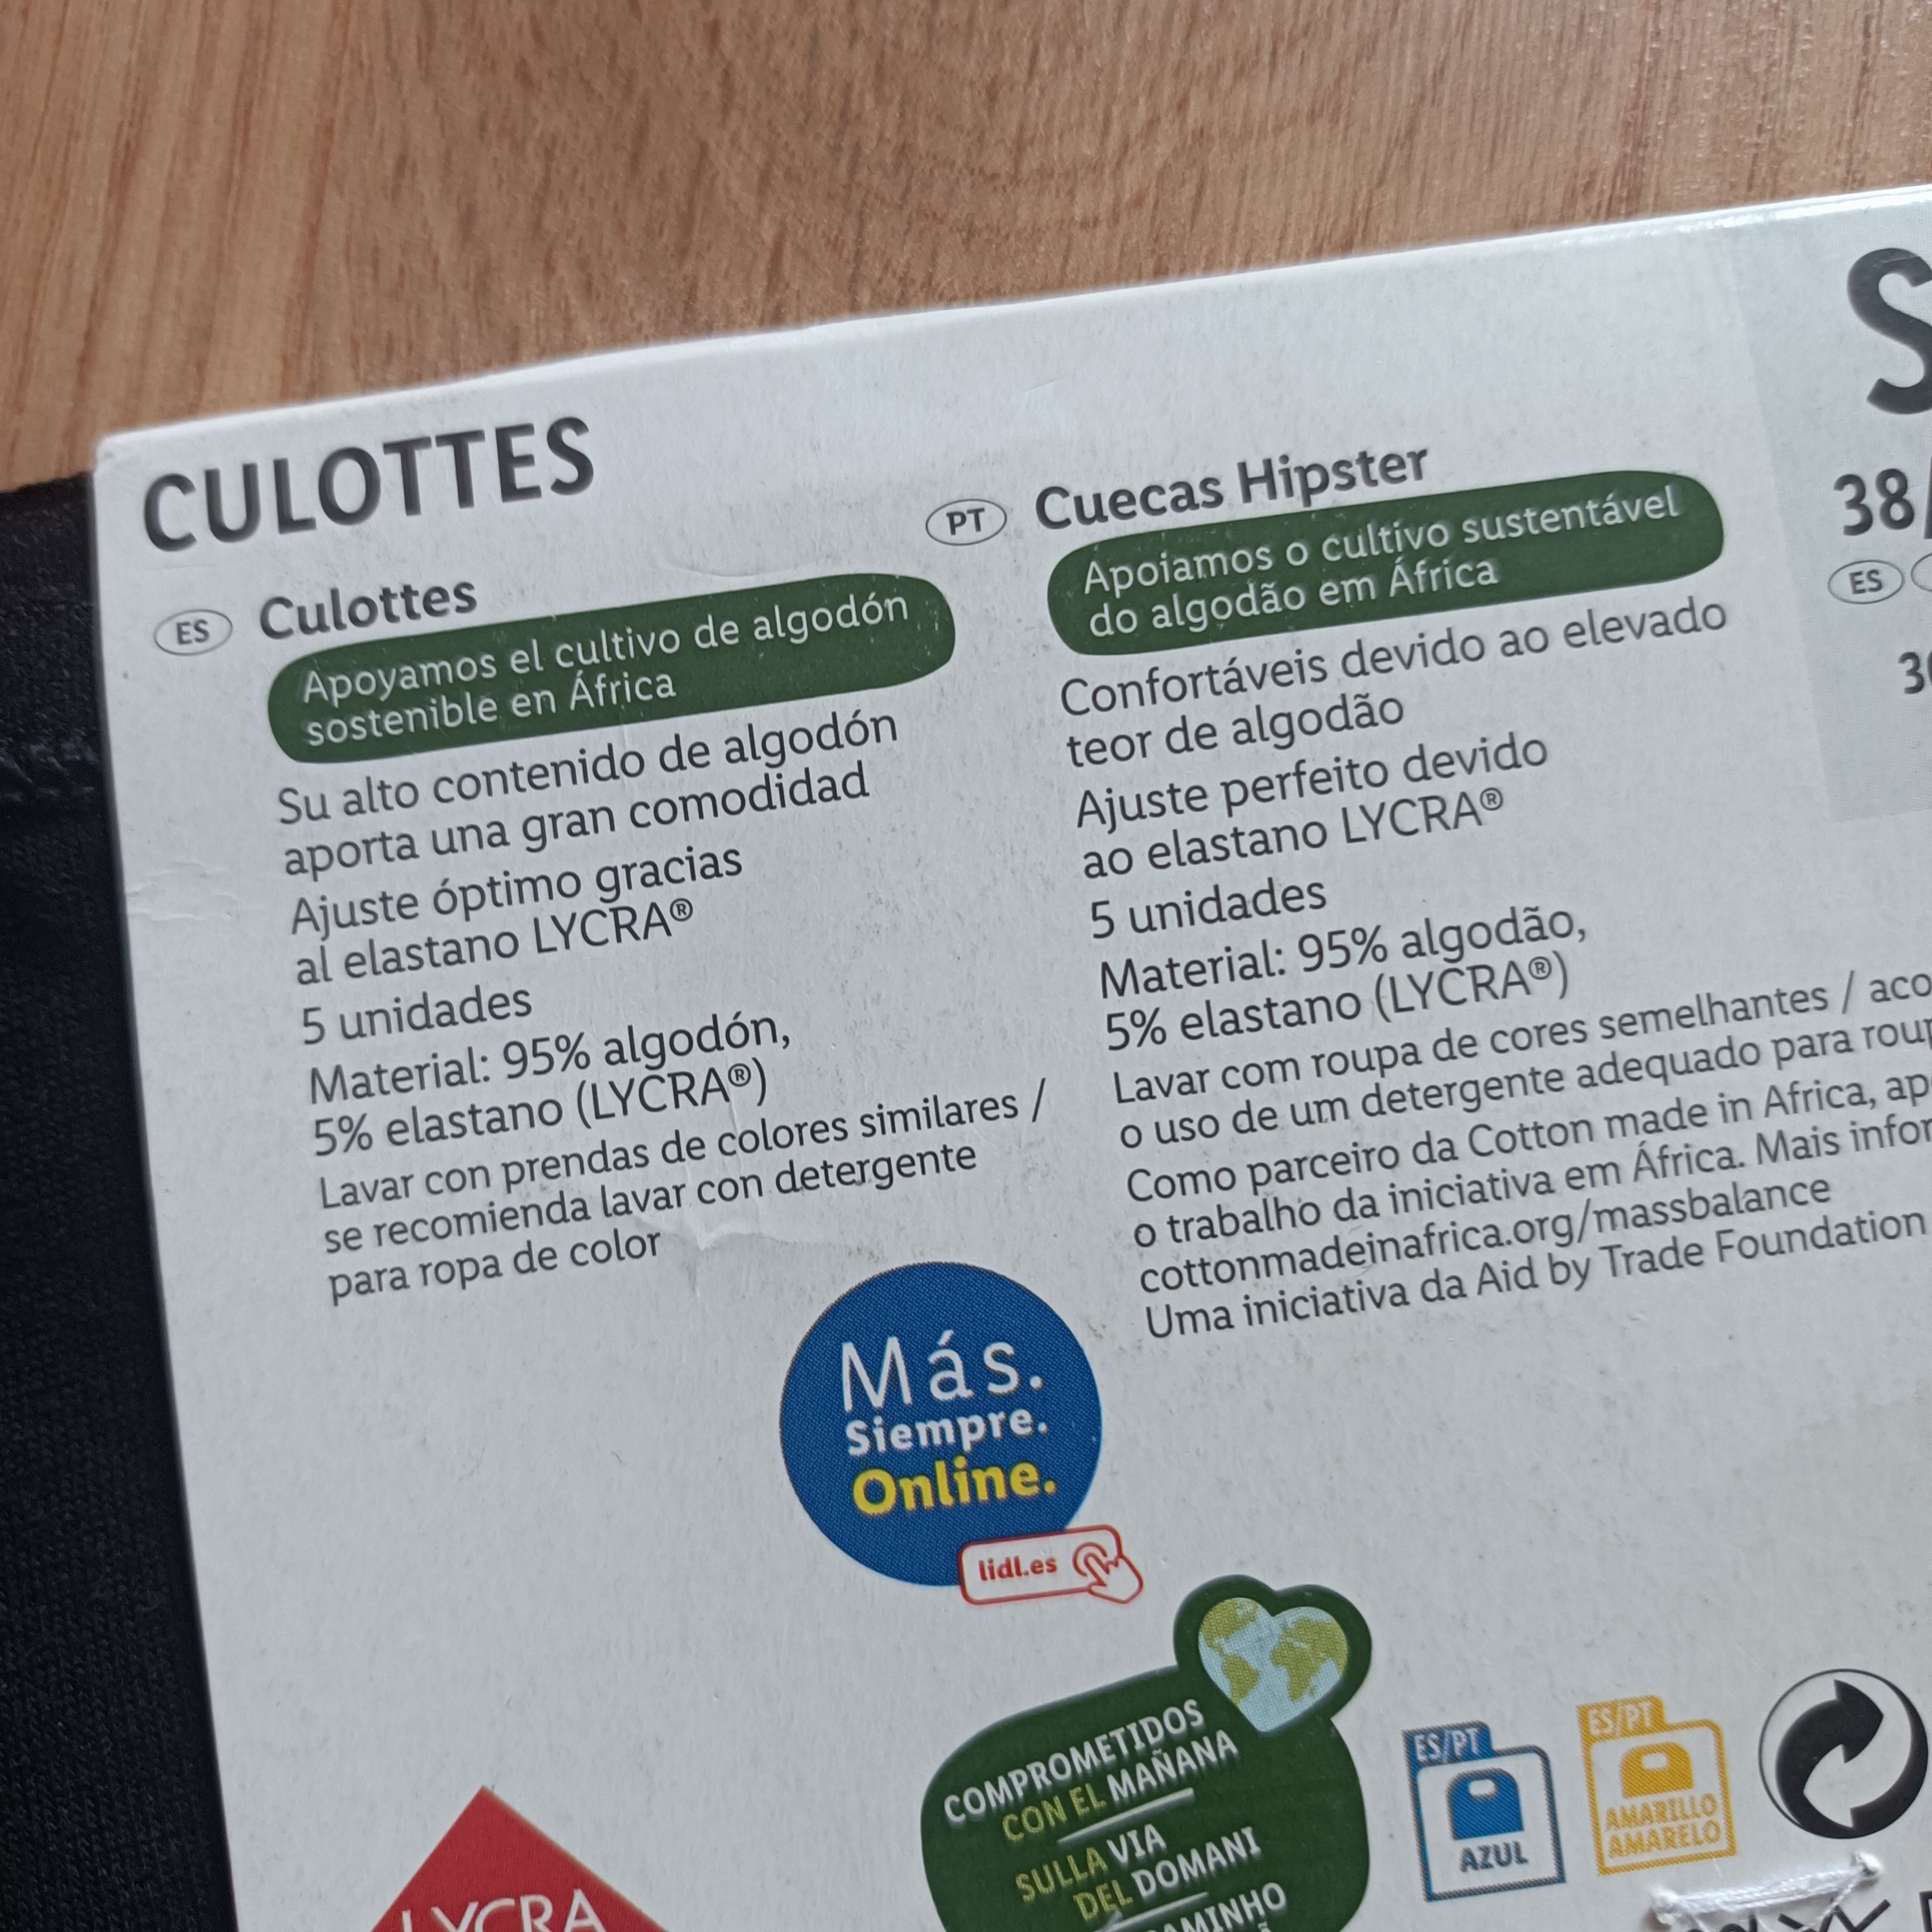 CULOTTES
ES Culottes
Apoyamos el cultivo de algodón
sostenible en África
Su alto contenido de algodón
aporta una gran comodidad
Ajuste óptimo gracias
al elastano LYCRA®
5 unidades
Material: 95% algodón,
5% elastano (LYCRA®)
Lavar con prendas de colores similares /
se recomienda lavar con detergente
para ropa de color
PT Cuecas Hipster
Apoiamos o cultivo sustentável
do algodão em África
Confortáveis devido ao elevado
teor de algodão
Ajuste perfeito devido
ao elastano LYCRA®
5 unidades
Material: 95% algodão,
5% elastano (LYCRA®)
Lavar com roupa de cores semelhantes /
o uso de um detergente adequado para
Como parceiro da Cotton made in Africa,
o trabalho da iniciativa em África. Mais
cottonmadeinafrica.org/massbalance
Uma iniciativa da Aid by Trade Foundation
S
38/
ES
Más.
Siempre.
Online.
lidl.es
COMPROMETIDOS
CON EL MAÑANA
SULLA VIA
DEL DOMANI
ES/PT
AZUL
ES/PT
AMARILLO
AMARELO
LYCRA